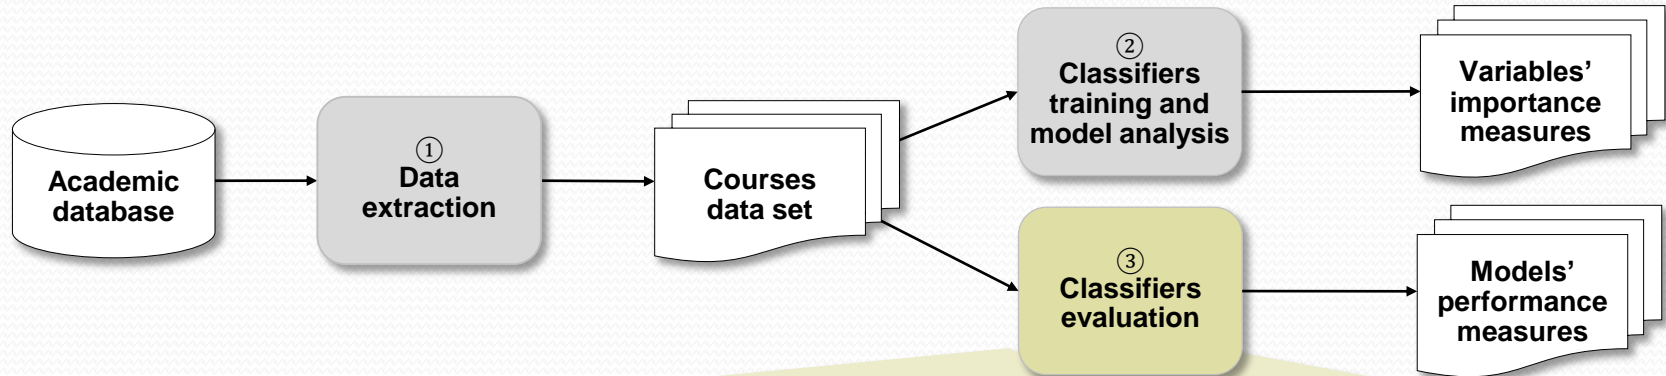 Academic
database
①
Data
extraction
Courses
data set
②
Classifiers
training and
model analysis
Variables’
importance
measures
③
Classifiers
evaluation
Models’
performance
measures